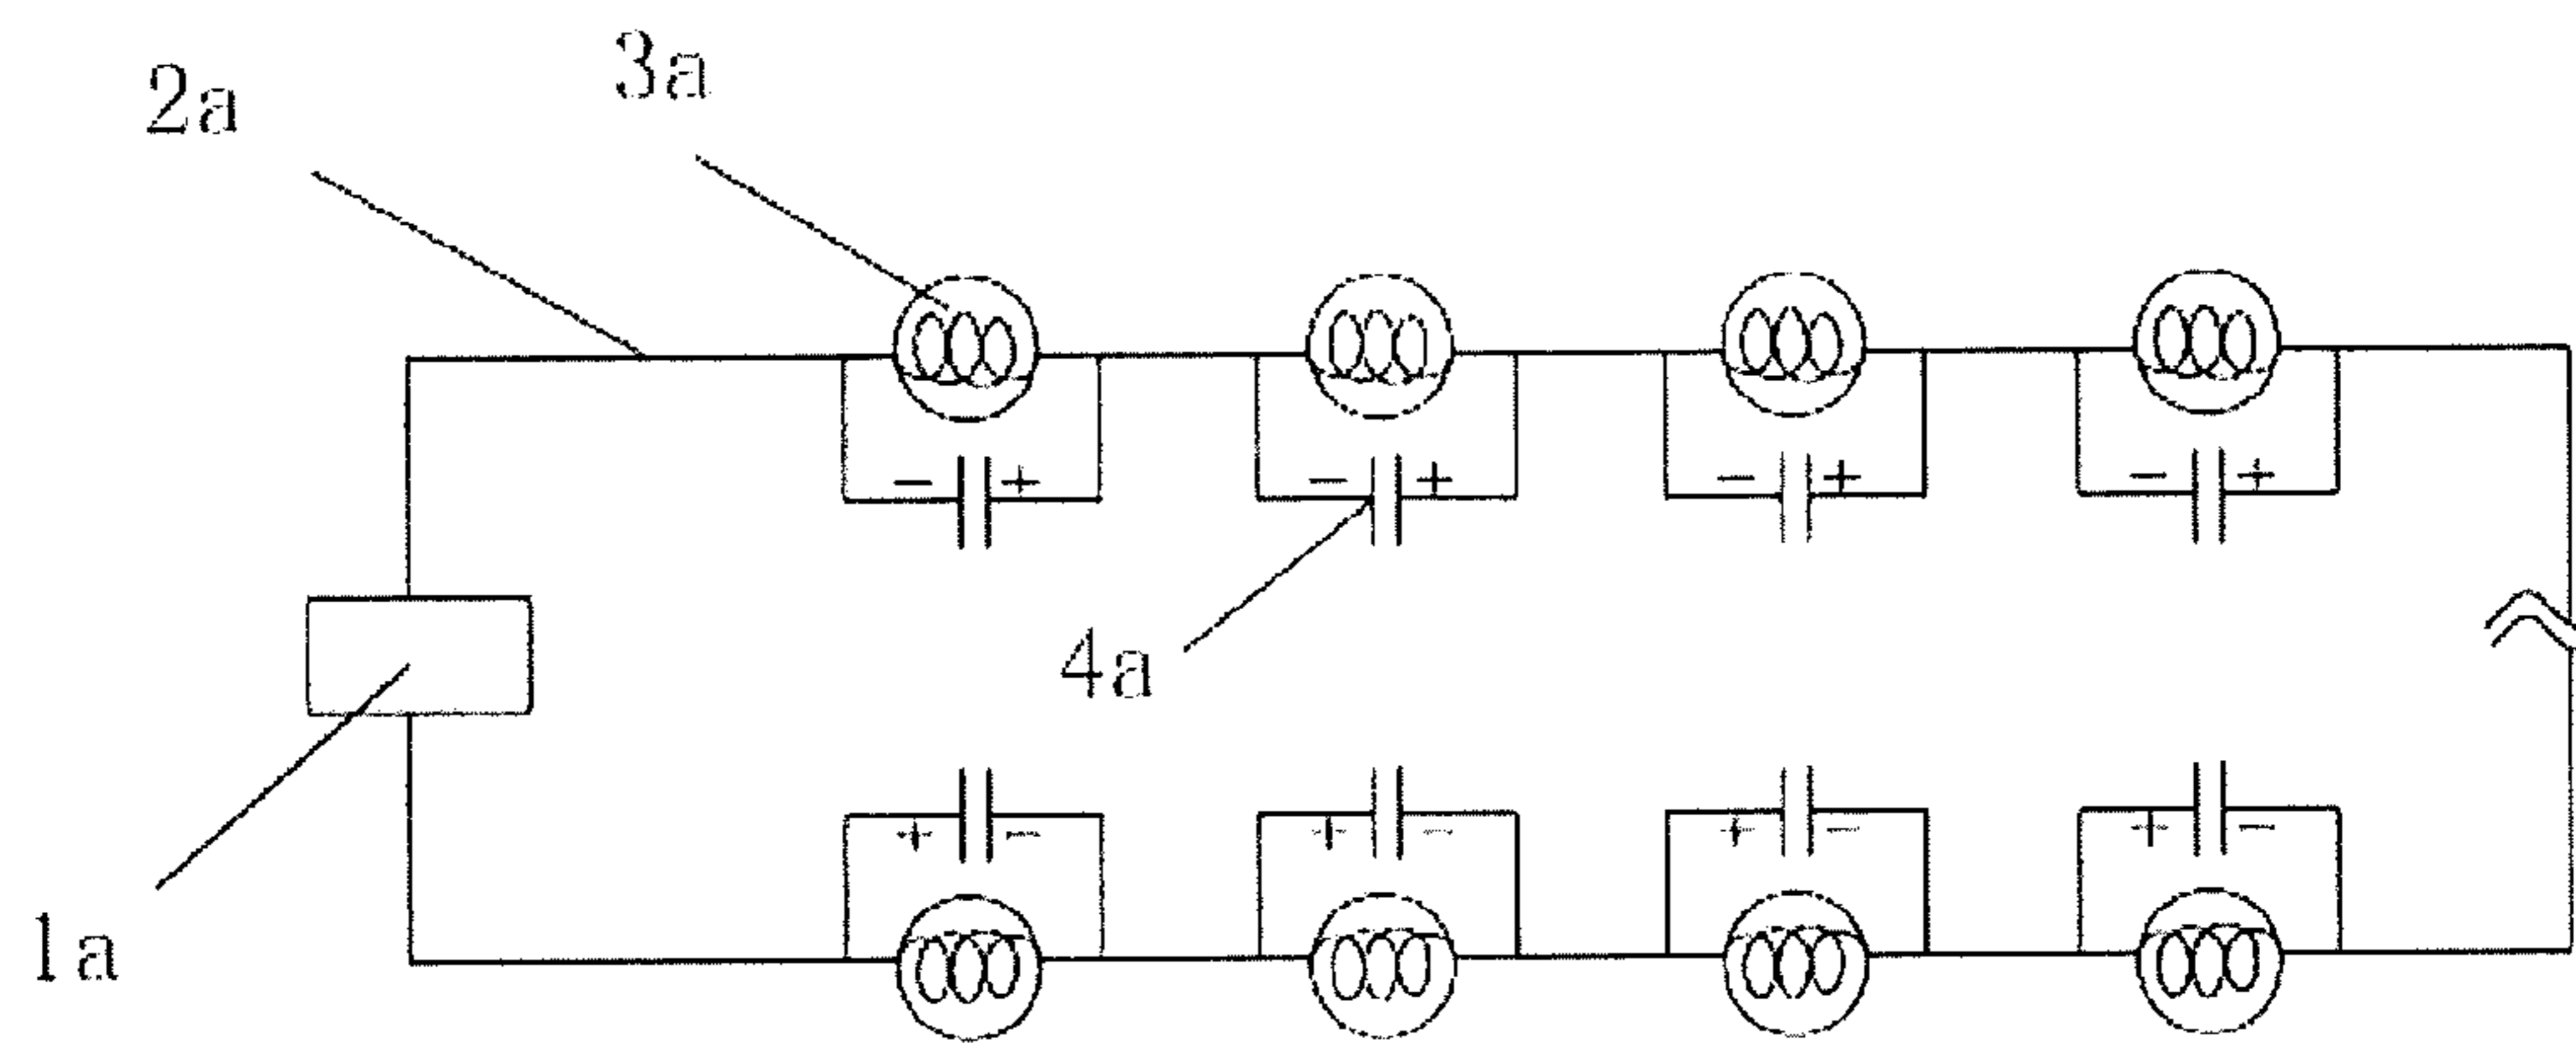 3a
2a
− + − + − + − +
4a
+ − + − + − + −
1a